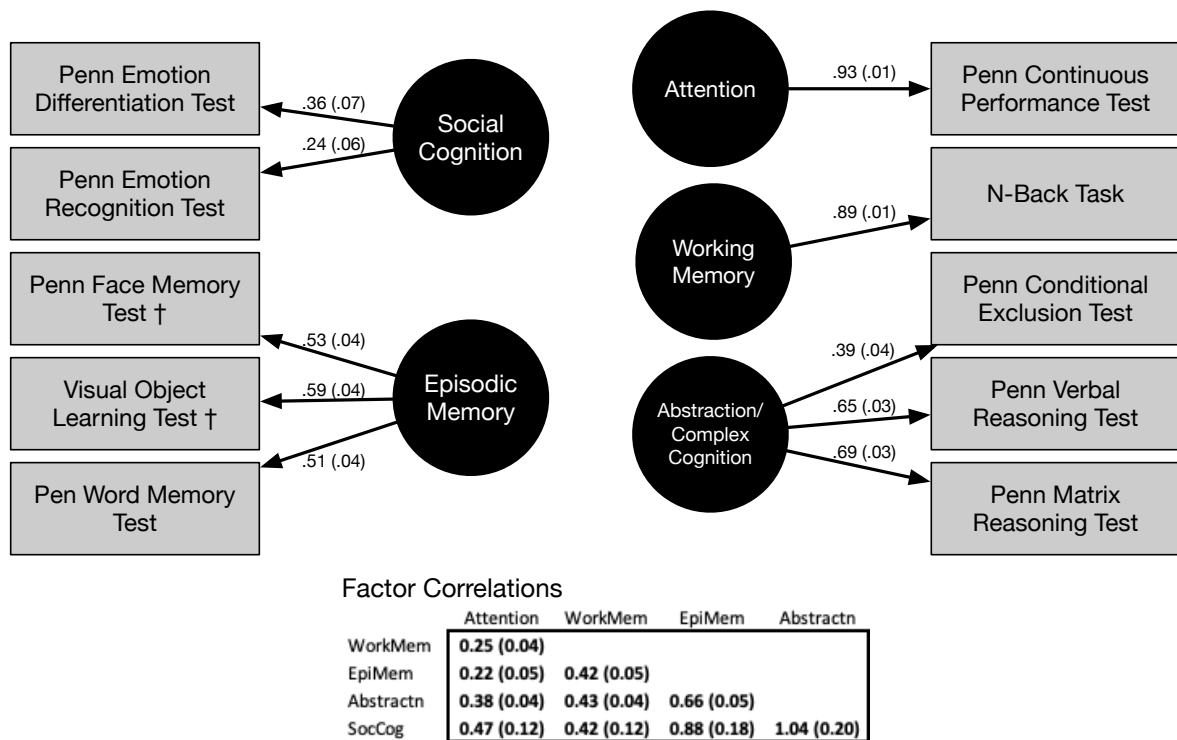 Penn Emotion
Differentiation Test
.36 (.07)
Social
Cognition
.24 (.06)
Penn Emotion
Recognition Test
Penn Face Memory
Test †
.53 (.04)
Visual Object
Learning Test †
.59 (.04)
Episodic
Memory
.51 (.04)
Pen Word Memory
Test
Attention
.93 (.01)
Penn Continuous
Performance Test
Working
Memory
.89 (.01)
N-Back Task
Penn Conditional
Exclusion Test
.39 (.04)
Abstraction/
Complex
Cognition
.65 (.03)
Penn Verbal
Reasoning Test
.69 (.03)
Penn Matrix
Reasoning Test
Factor Correlations
Attention WorkMem EpiMem Abstractn
WorkMem 0.25 (0.04)
EpiMem 0.22 (0.05) 0.42 (0.05)
Abstractn 0.38 (0.04) 0.43 (0.04) 0.66 (0.05)
SocCog 0.47 (0.12) 0.42 (0.12) 0.88 (0.18) 1.04 (0.20)